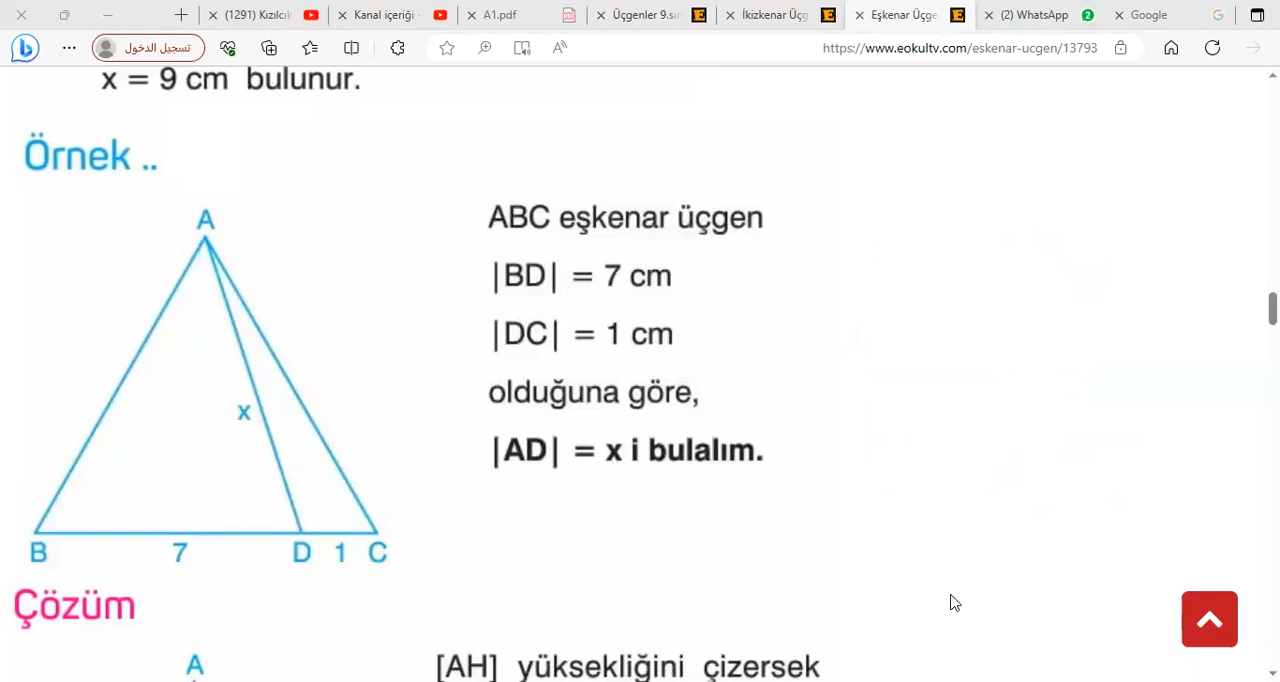 (1291) Kızılcık
Kanal içeriği -
A1.pdf
Üçgenler 9.sın
İkizkenar Üçg
Eşkenar Üçge
(2) WhatsApp
2
Google
تسجيل الدخول
https://www.eokultv.com/eskenar-ucgen/13793
x = 9 cm bulunur.
Örnek ..
A
ABC eşkenar üçgen
|BD| = 7 cm
|DC| = 1 cm
olduğuna göre,
x
|AD| = x i bulalım.
B 7 D 1 C
Çözüm
A
[AH] yüksekliğini çizersek